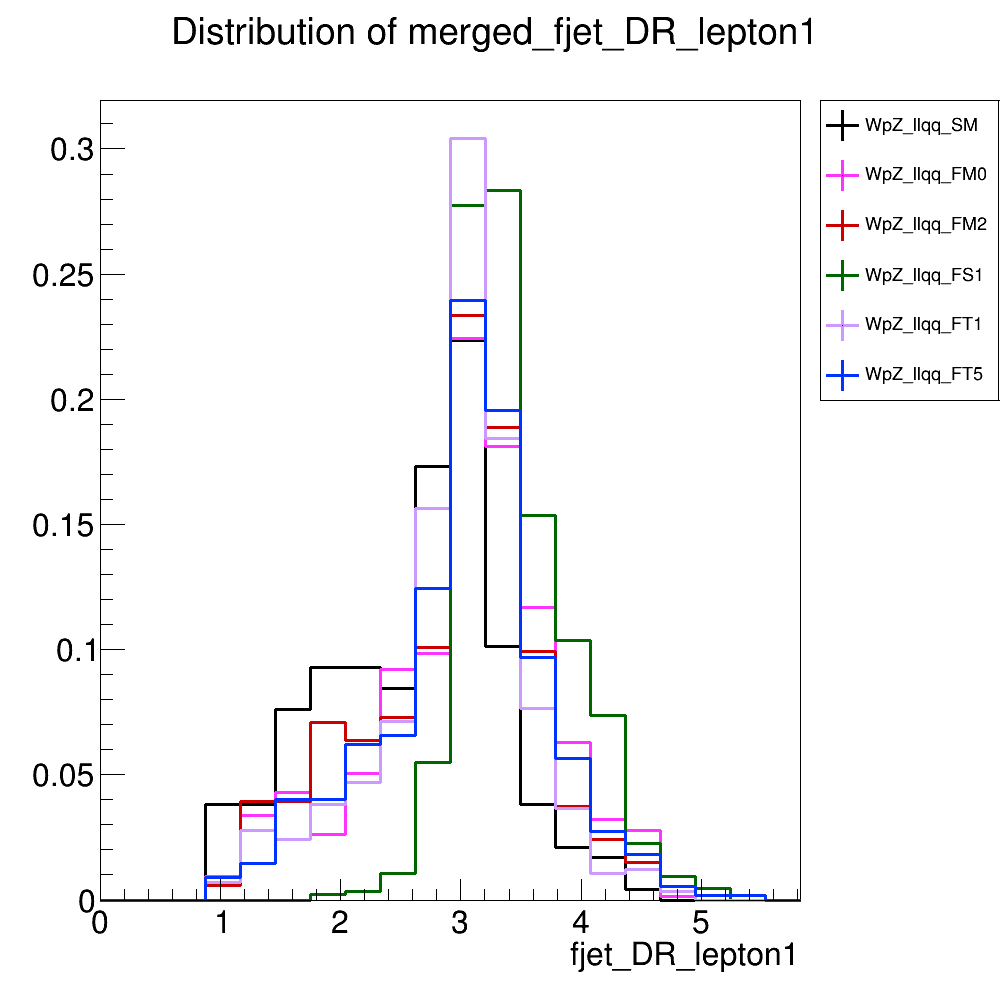 Distribution of merged_fjet_DR_lepton1
WpZ_llqq_SM
WpZ_llqq_FM0
WpZ_llqq_FM2
WpZ_llqq_FS1
WpZ_llqq_FT1
WpZ_llqq_FT5
0.3
0.25
0.2
0.15
0.1
0.05
0
0 1 2 3 4 5
fjet_DR_lepton1